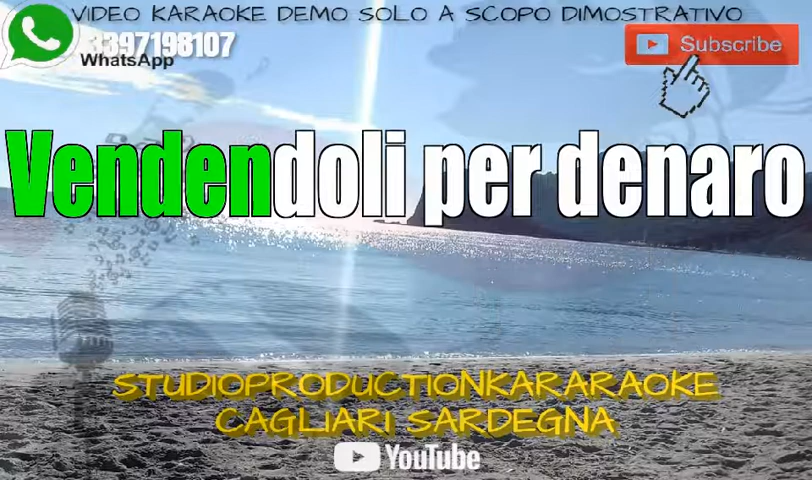 VIDEO KARAOKE DEMO SOLO A SCOPO DIMOSTRATIVO
3397198107
WhatsApp
Subscribe
Vendendoli per denaro
STUDIOPRODUCTIONKARARAOKE
CAGLIARI SARDEGNA
YouTube